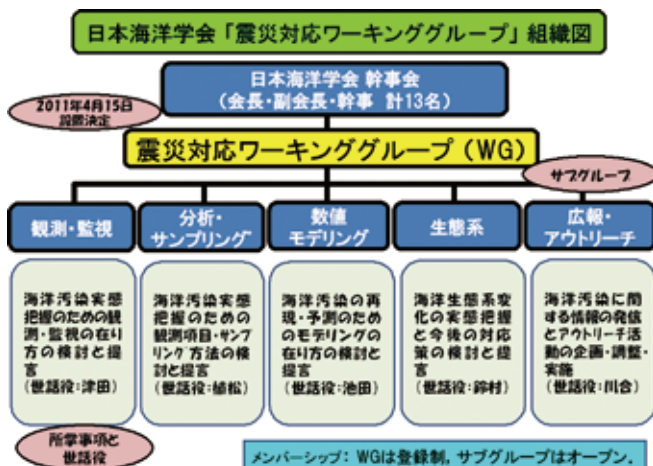 日本海洋学会「震災対応ワーキンググループ」組織図
日本海洋学会 幹事会
(会長・副会長・幹事 計13名)
2011年4月15日
設置決定
震災対応ワーキンググループ(WG)
サブグループ
観測・監視
分析・
サンプリング
数値
モデリング
生態系
広報・
アウトリーチ
海洋汚染実態
把握のための観
測・監視の在り
方の検討と提
言
(世話役:津田)
海洋汚染実態
把握のための
観測項目・サンプ
リング方法の検
討と提言
(世話役:植松)
海洋汚染の再
現・予測のため
のモデリングの
在り方の検討と
提言
(世話役:池田)
海洋生態系変
化の実態把握
と今後の対応
策の検討と提
言
(世話役:鈴村)
海洋汚染に関
する情報の発信
とアウトリーチ活
動の企画・調整・
実施
(世話役:川合)
所掌事項と
世話役
メンバーシップ: WGは登録制, サブグループはオープン.